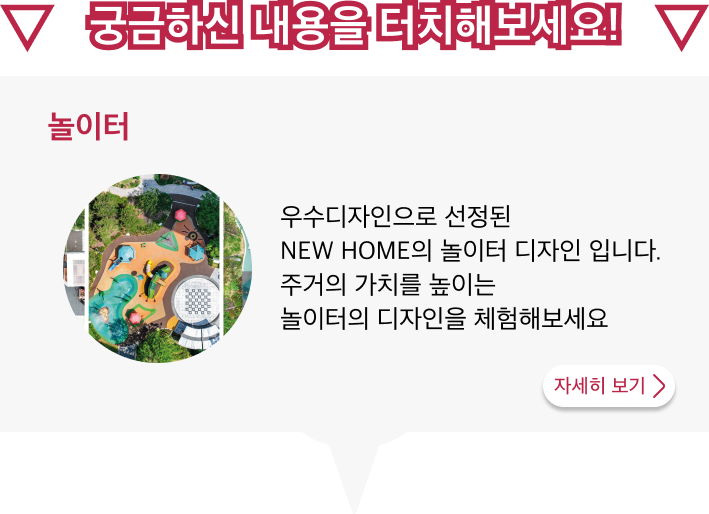 궁금하신 내용을 터치해보세요!
놀이터
우수디자인으로 선정된
NEW HOME의 놀이터 디자인 입니다.
주거의 가치를 높이는
놀이터의 디자인을 체험해보세요
자세히 보기